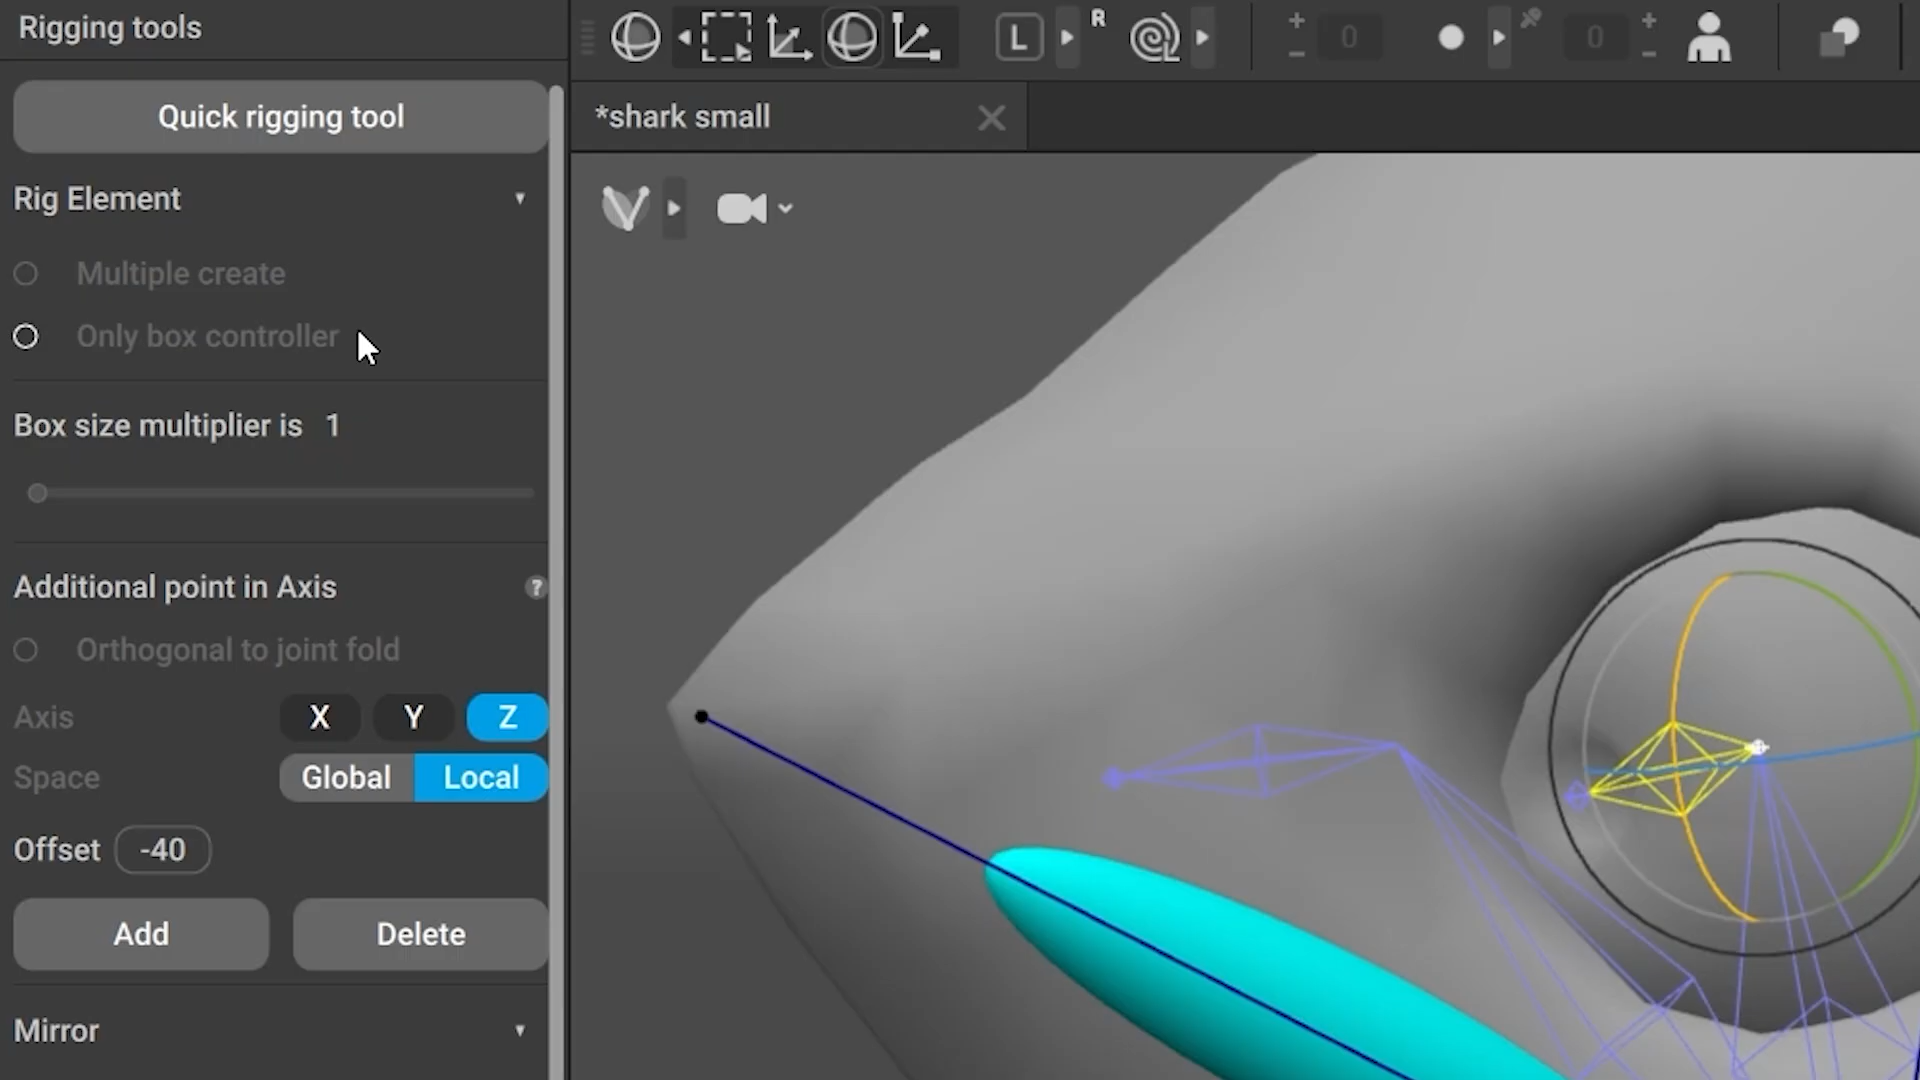 Rigging tools
Quick rigging tool
Rig Element
Multiple create
Only box controller
Box size multiplier is 1
Additional point in Axis ?
Orthogonal to joint fold
Axis X Y Z
Space Global Local
Offset -40
Add Delete
Mirror
L R 0 0
*shark small